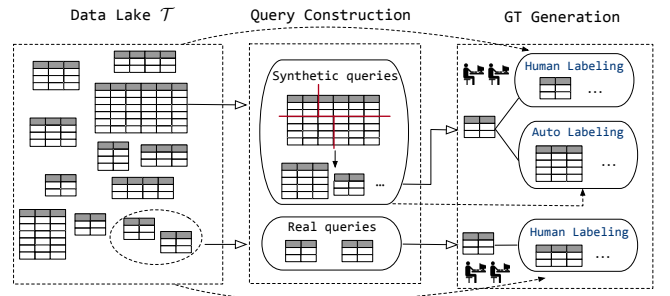 Data Lake 𝒯
Query Construction
GT Generation
Synthetic queries
...
Real queries
Human Labeling
...
Auto Labeling
...
Human Labeling
...